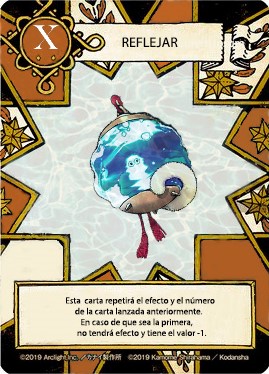 X
REFLEJAR
Esta carta repetirá el efecto y el número
de la carta lanzada anteriormente.
En caso de que sea la primera,
no tendrá efecto y tiene el valor -1.
©2019 Arclight,Inc. ／カナイ製作所 ©2019 Kamome Shirahama ／ Kodansha